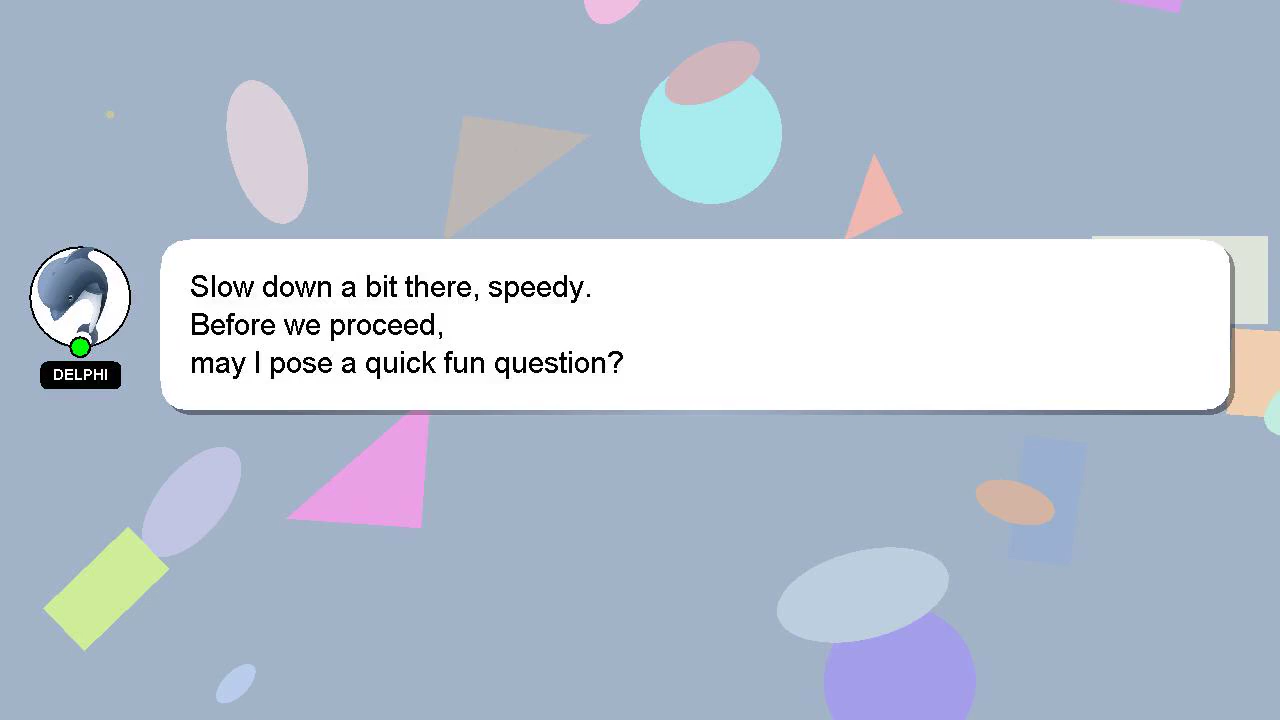 Slow down a bit there, speedy.
Before we proceed,
may I pose a quick fun question?
DELPHI